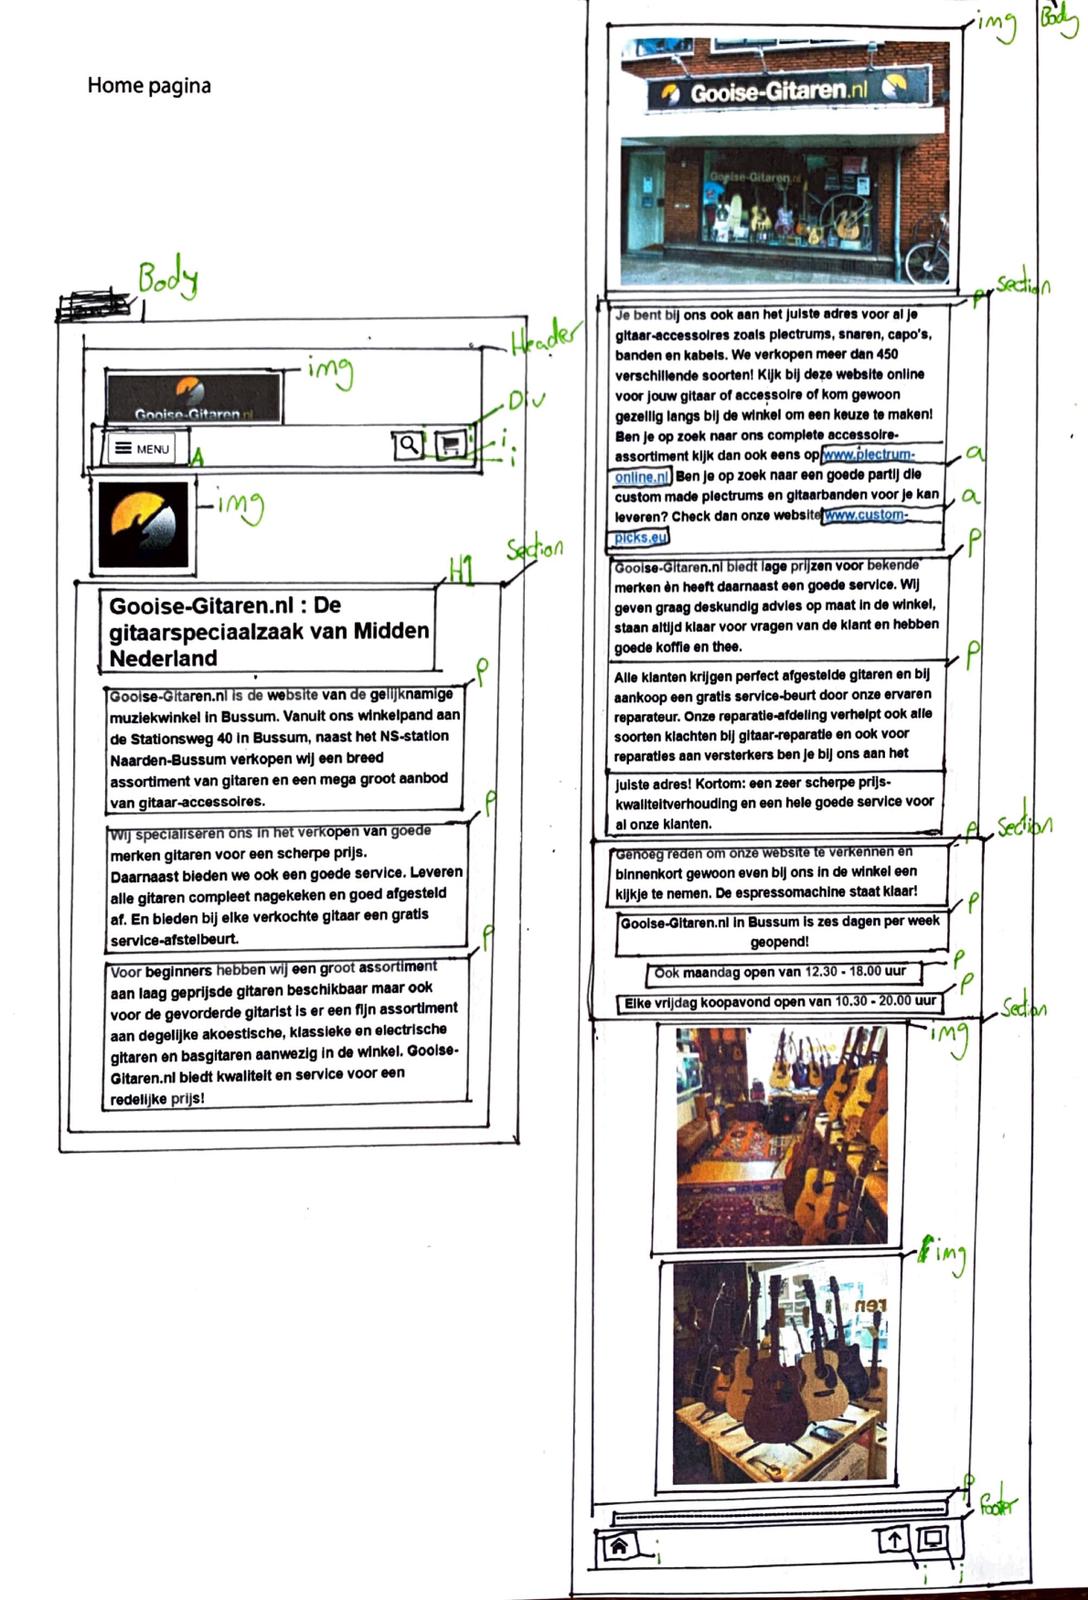 Home pagina
Body
Header
img
Gooise-Gitaren.nl
Div
MENU
A
i
i
img
Section
H1
Gooise-Gitaren.nl : De
gitaarspeciaalzaak van Midden
Nederland
P
Gooise-Gitaren.nl is de website van de gelijknamige
muziekwinkel in Bussum. Vanuit ons winkelpand aan
de Stationsweg 40 in Bussum, naast het NS-station
Naarden-Bussum verkopen wij een breed
assortiment van gitaren en een mega groot aanbod
van gitaar-accessoires.
P
Wij specialiseren ons in het verkopen van goede
merken gitaren voor een scherpe prijs.
Daarnaast bieden we ook een goede service. Leveren
alle gitaren compleet nagekeken en goed afgesteld
af. En bieden bij elke verkochte gitaar een gratis
service-afstelbeurt.
P
Voor beginners hebben wij een groot assortiment
aan laag geprijsde gitaren beschikbaar maar ook
voor de gevorderde gitarist is er een fijn assortiment
aan degelijke akoestische, klassieke en electrische
gitaren en basgitaren aanwezig in de winkel. Gooise-
Gitaren.nl biedt kwaliteit en service voor een
redelijke prijs!
img
Body
Gooise-Gitaren.nl
Gooise-Gitaren.nl
Section
P
Je bent bij ons ook aan het juiste adres voor al je
gitaar-accessoires zoals plectrums, snaren, capo's,
banden en kabels. We verkopen meer dan 450
verschillende soorten! Kijk bij deze website online
voor jouw gitaar of accessoire of kom gewoon
gezellig langs bij de winkel om een keuze te maken!
Ben je op zoek naar ons complete accessoire-
assortiment kijk dan ook eens op www.plectrum-
a
online.nl Ben je op zoek naar een goede partij die
custom made plectrums en gitaarbanden voor je kan
a
leveren? Check dan onze website www.custom-
picks.eu
P
Gooise-Gitaren.nl biedt lage prijzen voor bekende
merken èn heeft daarnaast een goede service. Wij
geven graag deskundig advies op maat in de winkel,
staan altijd klaar voor vragen van de klant en hebben
goede koffie en thee.
P
Alle klanten krijgen perfect afgestelde gitaren en bij
aankoop een gratis service-beurt door onze ervaren
reparateur. Onze reparatie-afdeling verhelpt ook alle
soorten klachten bij gitaar-reparatie en ook voor
reparaties aan versterkers ben je bij ons aan het
juiste adres! Kortom: een zeer scherpe prijs-
kwaliteitverhouding en een hele goede service voor
al onze klanten.
Section
P
Genoeg reden om onze website te verkennen en
binnenkort gewoon even bij ons in de winkel een
kijkje te nemen. De espressomachine staat klaar!
P
Gooise-Gitaren.nl in Bussum is zes dagen per week
geopend!
P
Ook maandag open van 12.30 - 18.00 uur
P
Elke vrijdag koopavond open van 10.30 - 20.00 uur
Section
img
img
ren
P
footer
i
i
i